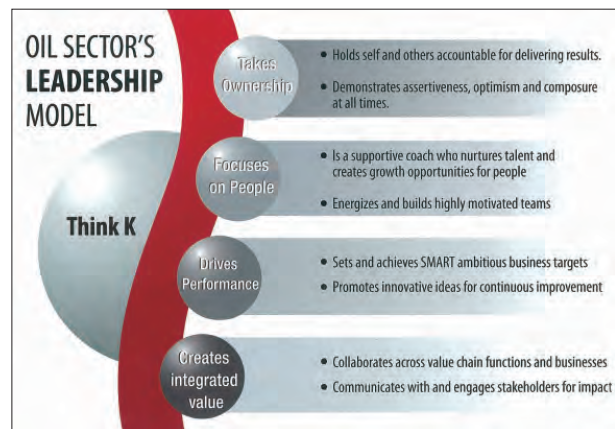 OIL SECTOR'S
LEADERSHIP
MODEL
Think K
Takes
Ownership
• Holds self and others accountable for delivering results.
• Demonstrates assertiveness, optimism and composure
at all times.
Focuses
on People
• Is a supportive coach who nurtures talent and
creates growth opportunities for people
• Energizes and builds highly motivated teams
Drives
Performance
• Sets and achieves SMART ambitious business targets
• Promotes innovative ideas for continuous improvement
Creates
integrated
value
• Collaborates across value chain functions and businesses
• Communicates with and engages stakeholders for impact